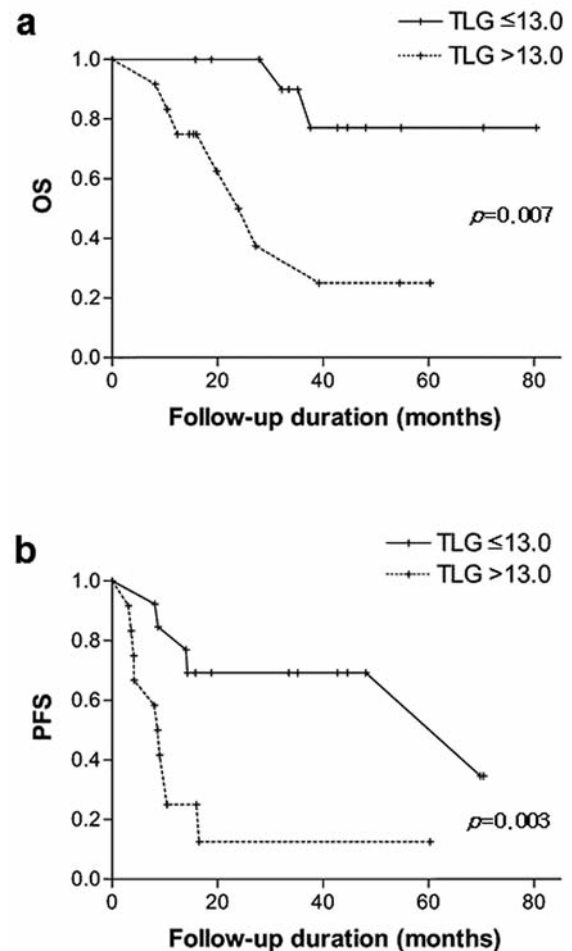 a
TLG ≤13.0
TLG >13.0
1.0
0.8
0.6
0.4
0.2
0.0
OS
p=0.007
0 20 40 60 80
Follow-up duration (months)
b
TLG ≤13.0
TLG >13.0
1.0
0.8
0.6
0.4
0.2
0.0
PFS
p=0.003
0 20 40 60 80
Follow-up duration (months)